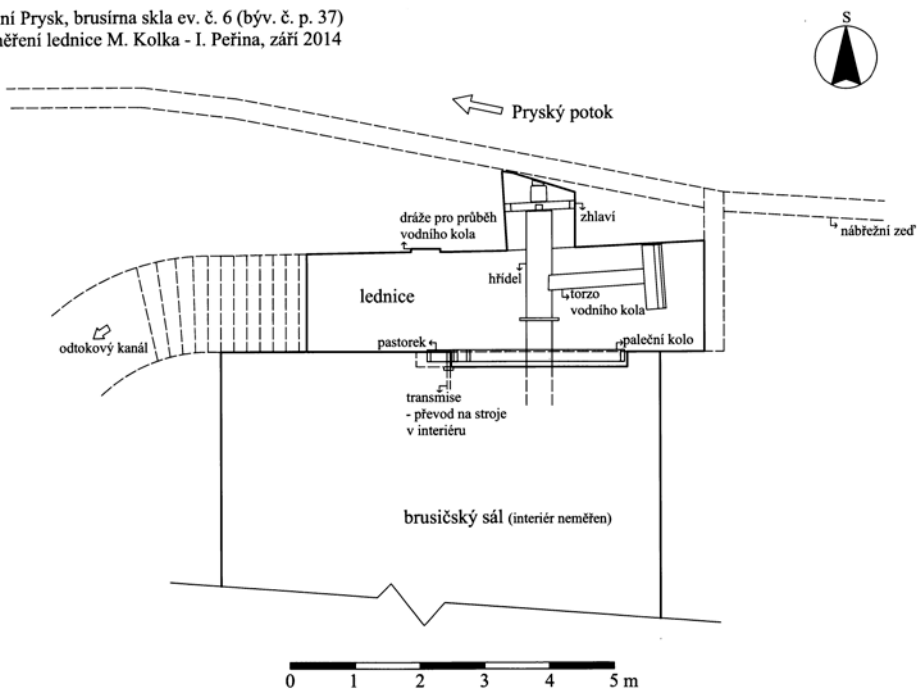 ní Prysk, brusírna skla ev. č. 6 (býv. č. p. 37)
ěření lednice M. Kolka - I. Peřina, září 2014
S
Pryský potok
dráže pro průběh
vodního kola
zhlaví
nábřežní zeď
hřídel
lednice
torzo
vodního kola
odtokový kanál
pastorek
paleční kolo
transmise
- převod na stroje
v interiéru
brusičský sál (interiér neměřen)
0 1 2 3 4 5 m